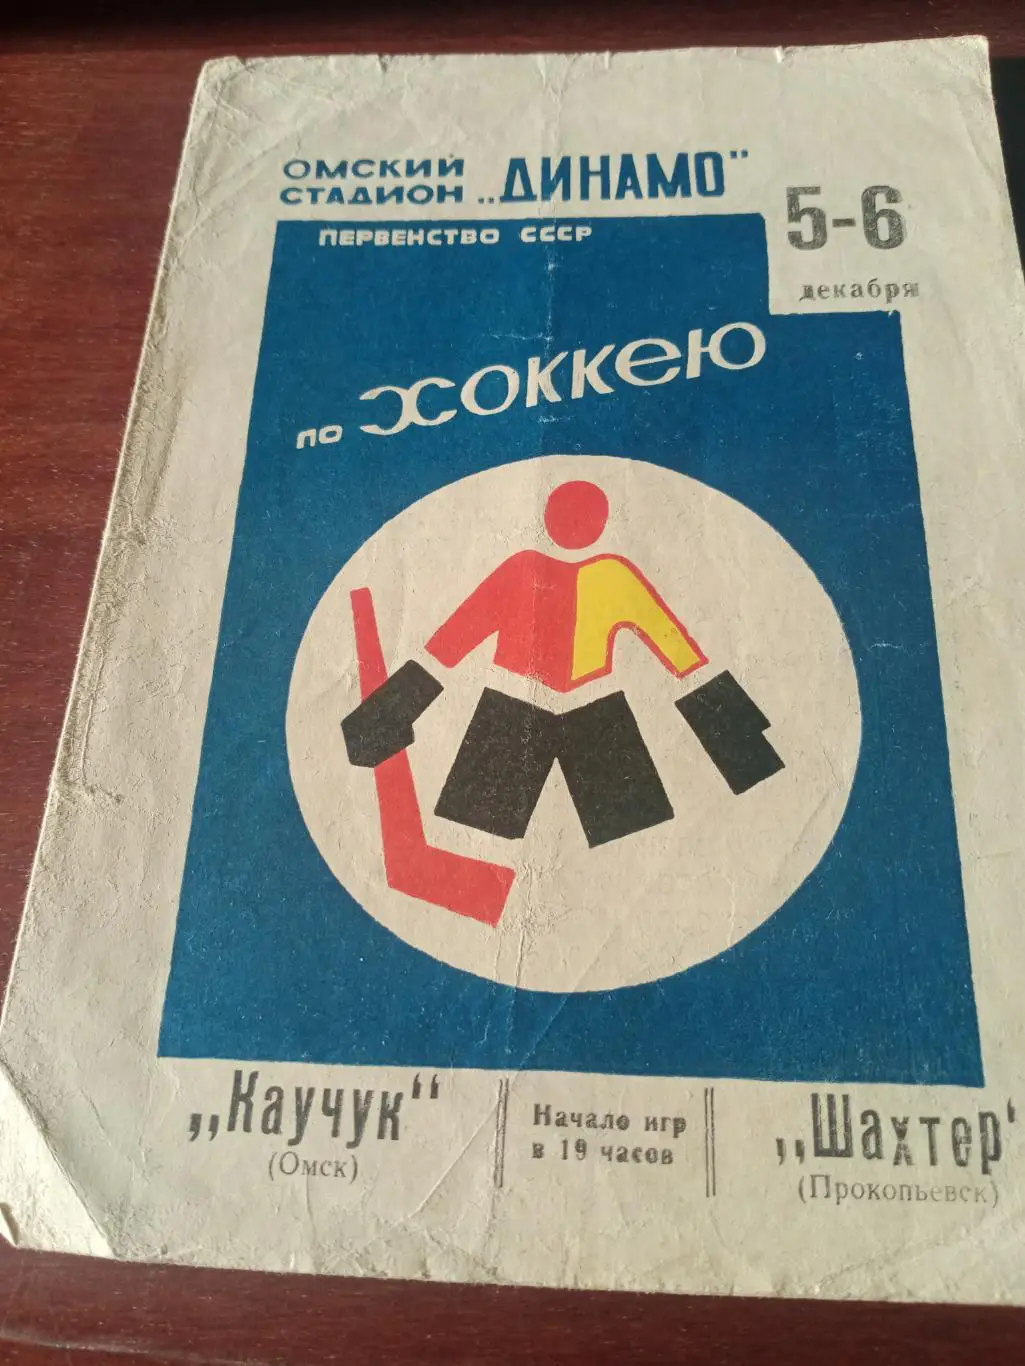 ОМСКИЙ
СТАДИОН „ДИНАМО"
5-6
декабря
ПЕРВЕНСТВО СССР
по ХОККЕЮ
„Каучук"
(Омск)
Начало игр
в 19 часов
„Шахтер"
(Прокопьевск)